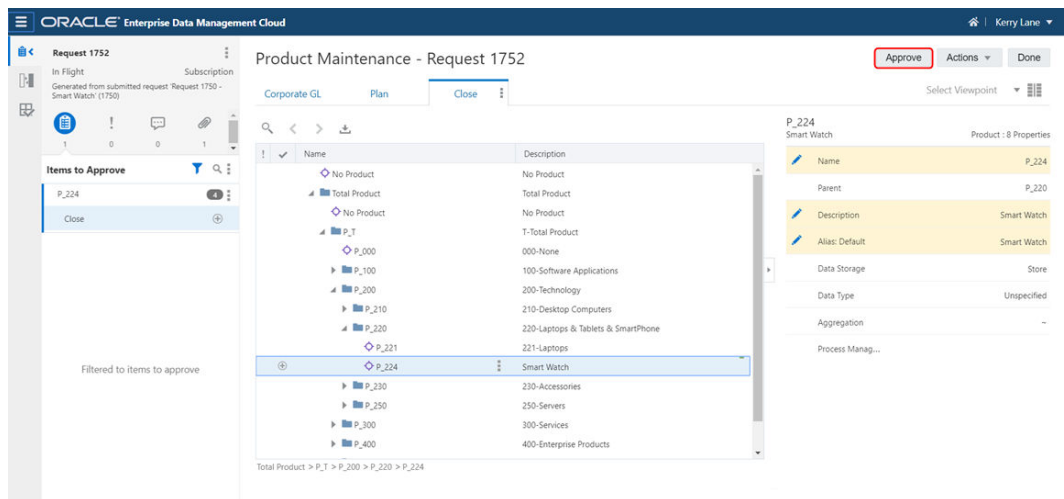 ORACLE® Enterprise Data Management Cloud
Kerry Lane
Request 1752
In Flight Subscription
Generated from submitted request 'Request 1750 -
Smart Watch' (1750)
1 0 0 1
Items to Approve
P_224 4
Close
Filtered to items to approve
Product Maintenance - Request 1752
Approve Actions Done
Corporate GL Plan Close
Select Viewpoint
! Name Description
No Product No Product
Total Product Total Product
No Product No Product
P_T T-Total Product
P_000 000-None
P_100 100-Software Applications
P_200 200-Technology
P_210 210-Desktop Computers
P_220 220-Laptops & Tablets & SmartPhone
P_221 221-Laptops
P_224 Smart Watch
P_230 230-Accessories
P_250 250-Servers
P_300 300-Services
P_400 400-Enterprise Products
Total Product > P_T > P_200 > P_220 > P_224
P_224
Smart Watch Product : 8 Properties
Name P_224
Parent P_220
Description Smart Watch
Alias: Default Smart Watch
Data Storage Store
Data Type Unspecified
Aggregation ~
Process Manag...